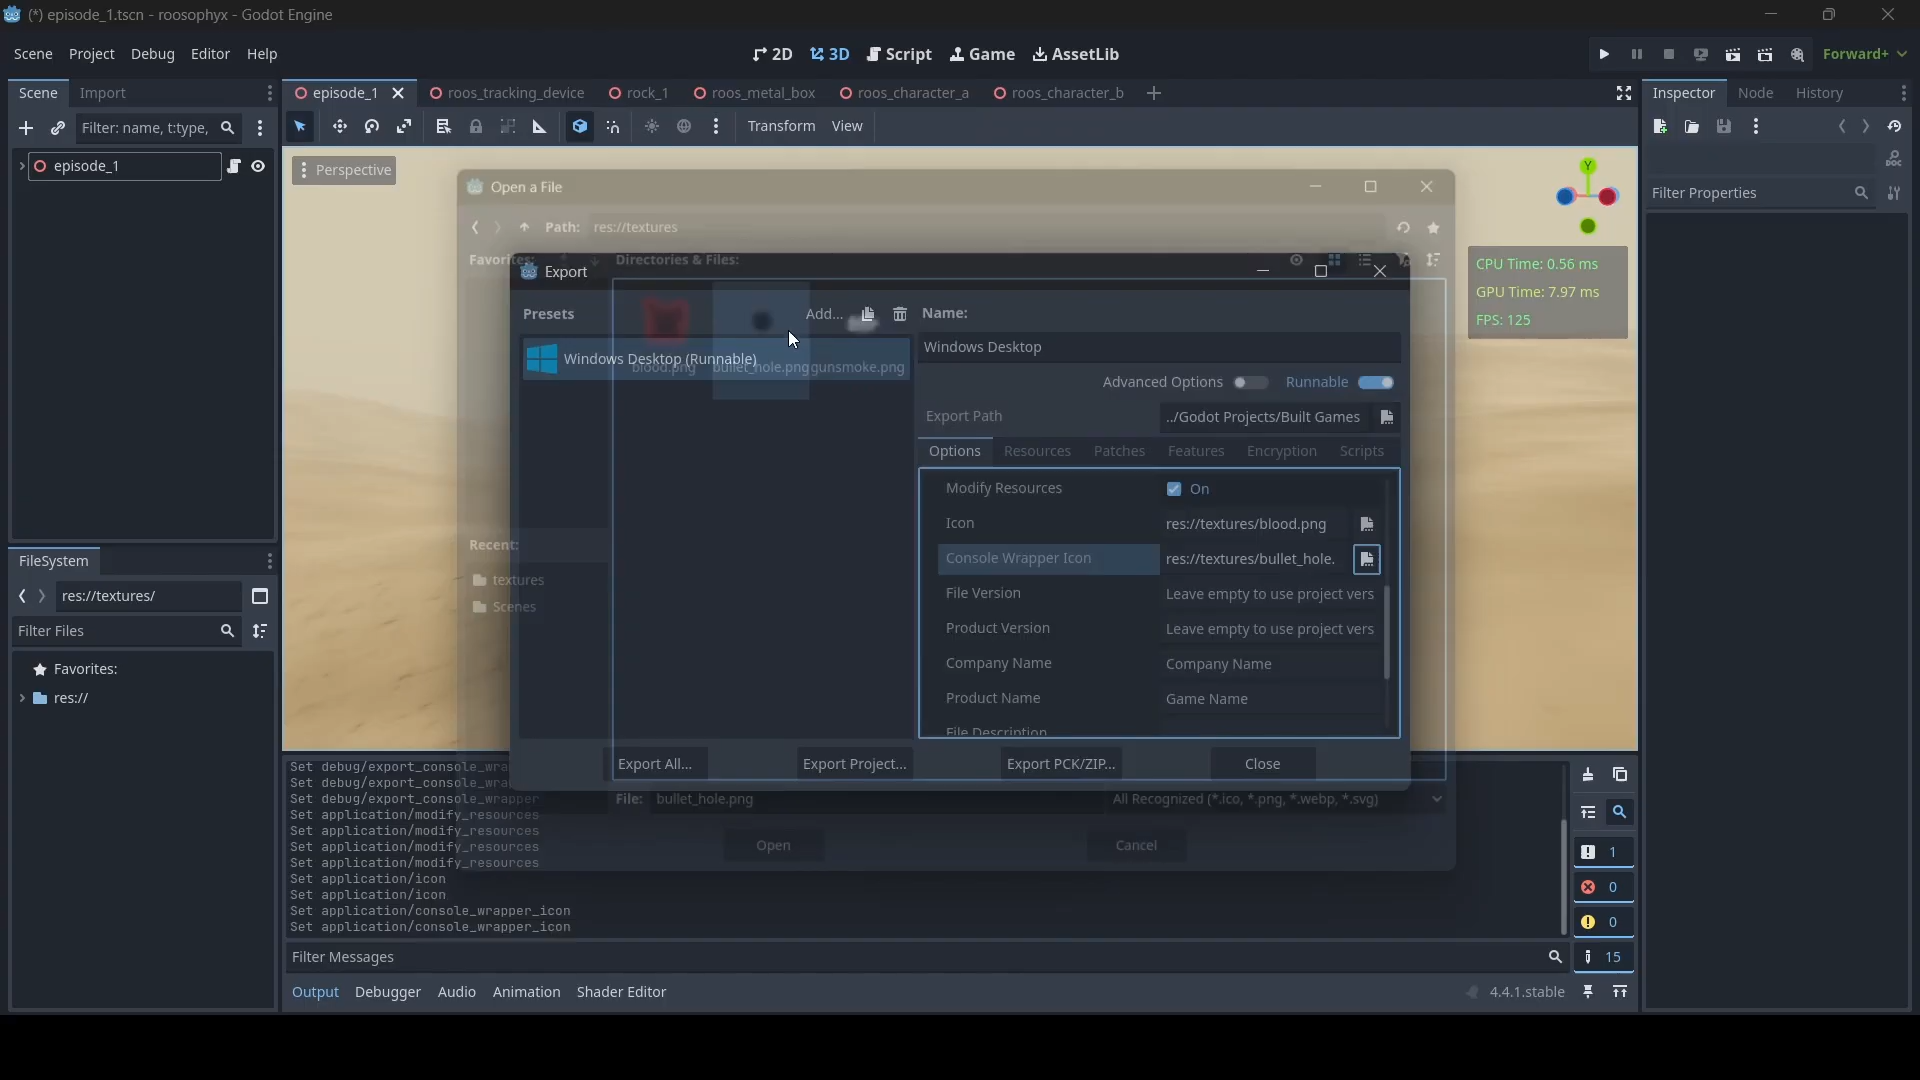 (*) episode_1.tscn - roosophyx - Godot Engine
Scene Project Debug Editor Help
2D 3D Script Game AssetLib
Forward+
Scene Import
episode_1 roos_tracking_device rock_1 roos_metal_box roos_character_a roos_character_b
Inspector Node History
Filter: name, t:type,
Transform View
episode_1
Perspective
Y
Filter Properties
CPU Time: 0.56 ms
GPU Time: 7.97 ms
FPS: 125
Open a File
Path: res://textures
Favorites:
Directories & Files:
blood.png bullet_hole.png gunsmoke.png
Recent:
textures
Scenes
File: bullet_hole.png All Recognized (*.ico, *.png, *.webp, *.svg)
Open Cancel
Export
Presets Add...
Windows Desktop (Runnable)
Name:
Windows Desktop
Advanced Options Runnable
Export Path ../Godot Projects/Built Games
Options Resources Patches Features Encryption Scripts
Modify Resources On
Icon res://textures/blood.png
Console Wrapper Icon res://textures/bullet_hole.
File Version Leave empty to use project vers
Product Version Leave empty to use project vers
Company Name Company Name
Product Name Game Name
File Description
Export All... Export Project... Export PCK/ZIP... Close
FileSystem
res://textures/
Filter Files
Favorites:
res://
Set debug/export_console_wra
Set debug/export_console_wra
Set debug/export_console_wrapper
Set application/modify_resources
Set application/modify_resources
Set application/modify_resources
Set application/modify_resources
Set application/icon
Set application/icon
Set application/console_wrapper_icon
Set application/console_wrapper_icon
1
0
0
15
Filter Messages
Output Debugger Audio Animation Shader Editor
4.4.1.stable